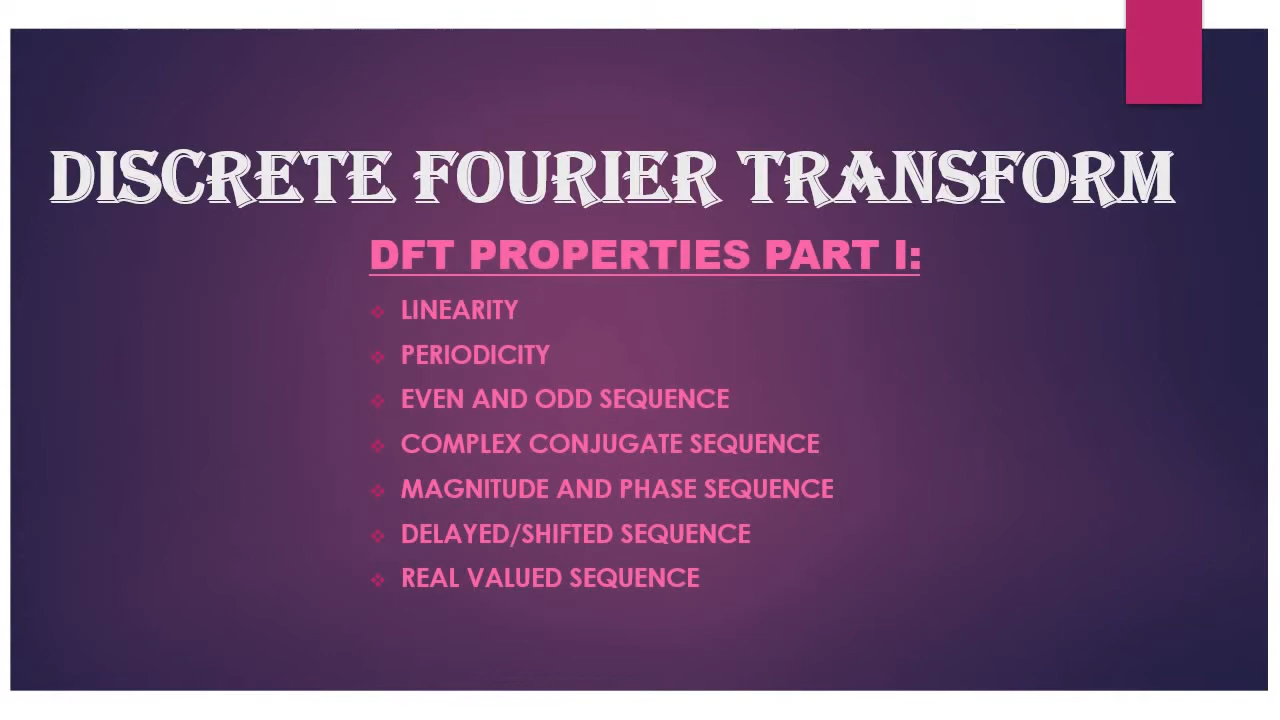 DISCRETE FOURIER TRANSFORM
DFT PROPERTIES PART I:
LINEARITY
PERIODICITY
EVEN AND ODD SEQUENCE
COMPLEX CONJUGATE SEQUENCE
MAGNITUDE AND PHASE SEQUENCE
DELAYED/SHIFTED SEQUENCE
REAL VALUED SEQUENCE